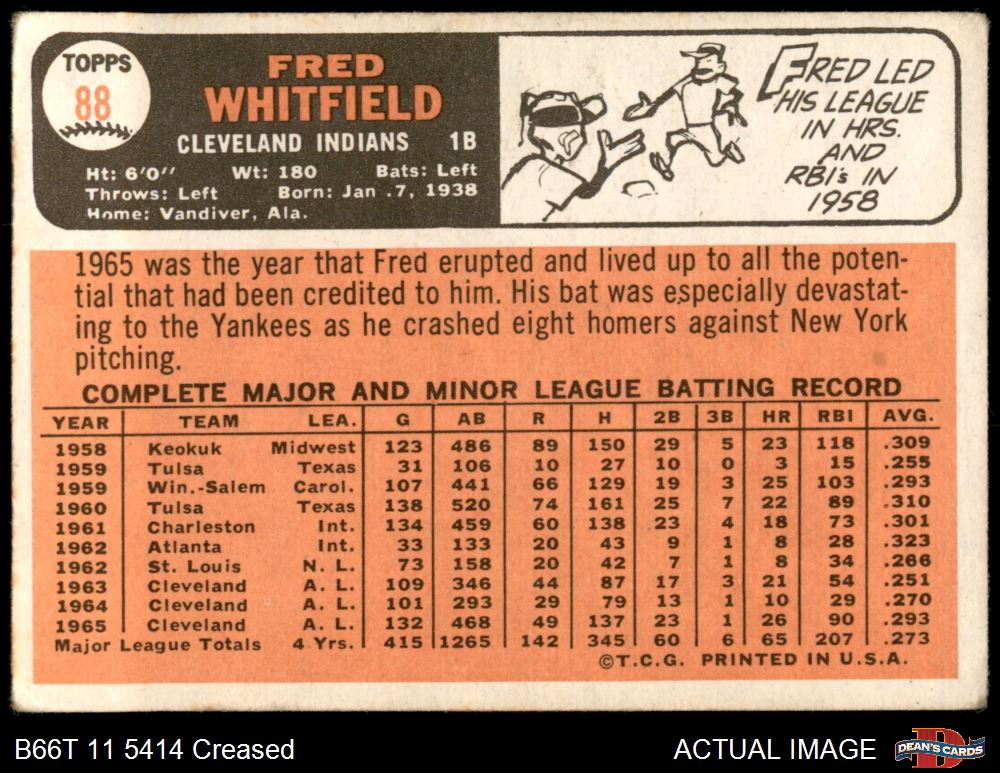 TOPPS
88
FRED
WHITFIELD
CLEVELAND INDIANS 1B
Ht: 6'0" Wt: 180 Bats: Left
Throws: Left Born: Jan .7, 1938
Home: Vandiver, Ala.
FRED LED
HIS LEAGUE
IN HRS.
AND
RBI's IN
1958
1965 was the year that Fred erupted and lived up to all the poten-
tial that had been credited to him. His bat was especially devastat-
ing to the Yankees as he crashed eight homers against New York
pitching.
COMPLETE MAJOR AND MINOR LEAGUE BATTING RECORD
YEAR TEAM LEA. G AB R H 2B 3B HR RBI AVG.
1958 Keokuk Midwest 123 486 89 150 29 5 23 118 .309
1959 Tulsa Texas 31 106 10 27 10 0 3 15 .255
1959 Win.-Salem Carol. 107 441 66 129 19 3 25 103 .293
1960 Tulsa Texas 138 520 74 161 25 7 22 89 .310
1961 Charleston Int. 134 459 60 138 23 4 18 73 .301
1962 Atlanta Int. 33 133 20 43 9 1 8 28 .323
1962 St. Louis N. L. 73 158 20 42 7 1 8 34 .266
1963 Cleveland A. L. 109 346 44 87 17 3 21 54 .251
1964 Cleveland A. L. 101 293 29 79 13 1 10 29 .270
1965 Cleveland A. L. 132 468 49 137 23 1 26 90 .293
Major League Totals 4 Yrs. 415 1265 142 345 60 6 65 207 .273
©T.C.G. PRINTED IN U.S.A.
B66T 11 5414 Creased
ACTUAL IMAGE
DEAN'S CARDS